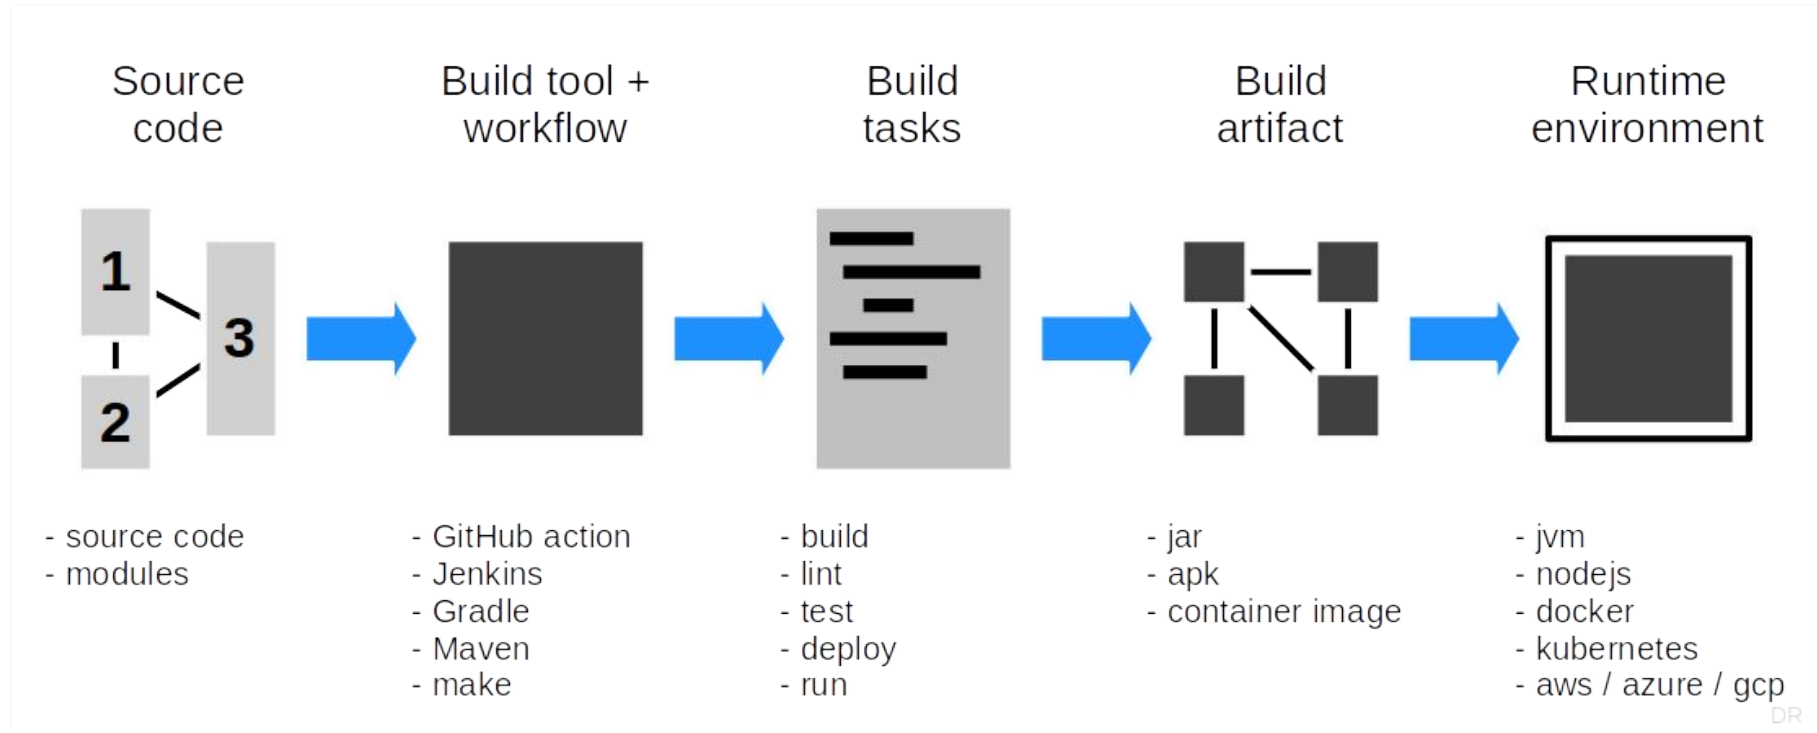 Source
code
Build tool +
workflow
Build
tasks
Build
artifact
Runtime
environment
1
2
3
- source code
- modules
- GitHub action
- Jenkins
- Gradle
- Maven
- make
- build
- lint
- test
- deploy
- run
- jar
- apk
- container image
- jvm
- nodejs
- docker
- kubernetes
- aws / azure / gcp
DR